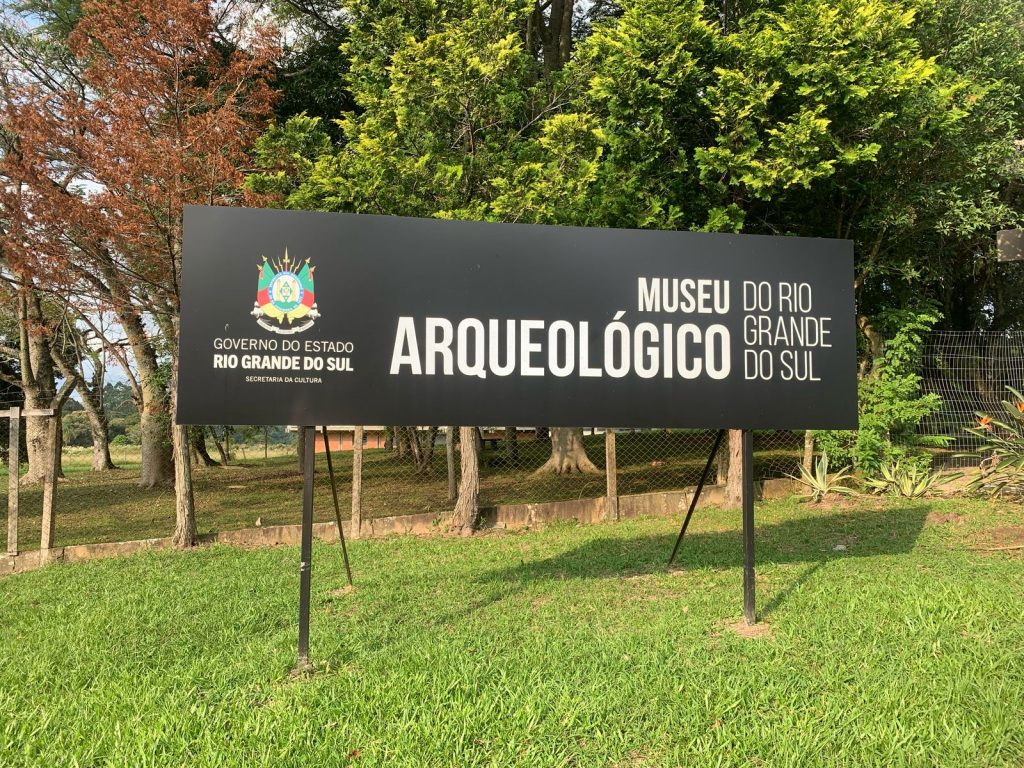 GOVERNO DO ESTADO
RIO GRANDE DO SUL
SECRETARIA DA CULTURA
MUSEU
ARQUEOLÓGICO
DO RIO
GRANDE
DO SUL